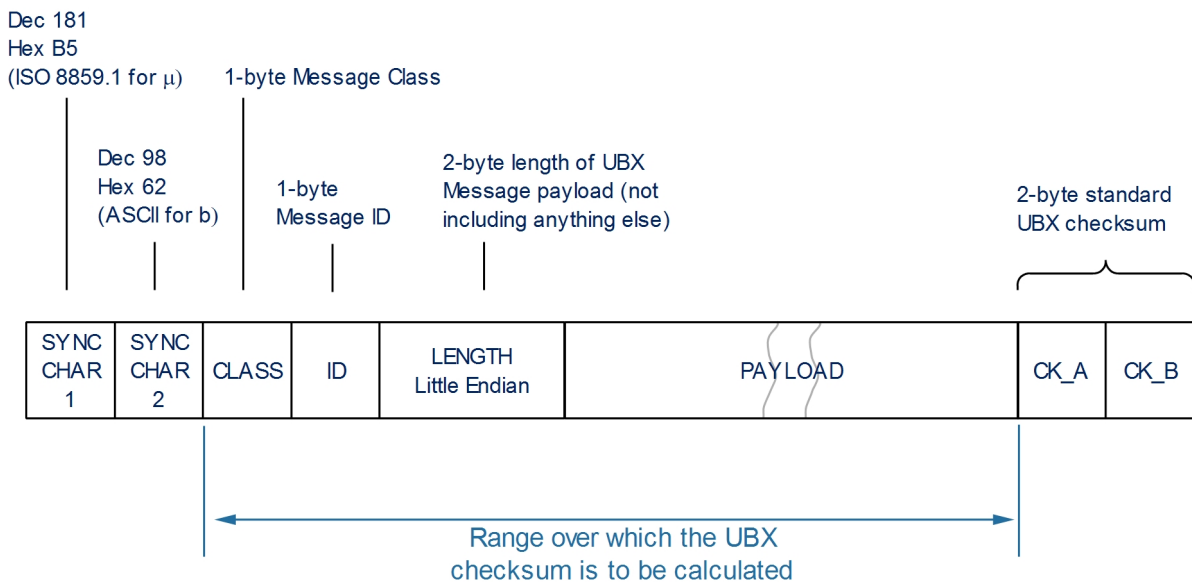 Dec 181
Hex B5
(ISO 8859.1 for μ)
1-byte Message Class
Dec 98
Hex 62
(ASCII for b)
1-byte
Message ID
2-byte length of UBX
Message payload (not
including anything else)
2-byte standard
UBX checksum
SYNC
CHAR
1
SYNC
CHAR
2
CLASS
ID
LENGTH
Little Endian
PAYLOAD
CK_A
CK_B
Range over which the UBX
checksum is to be calculated